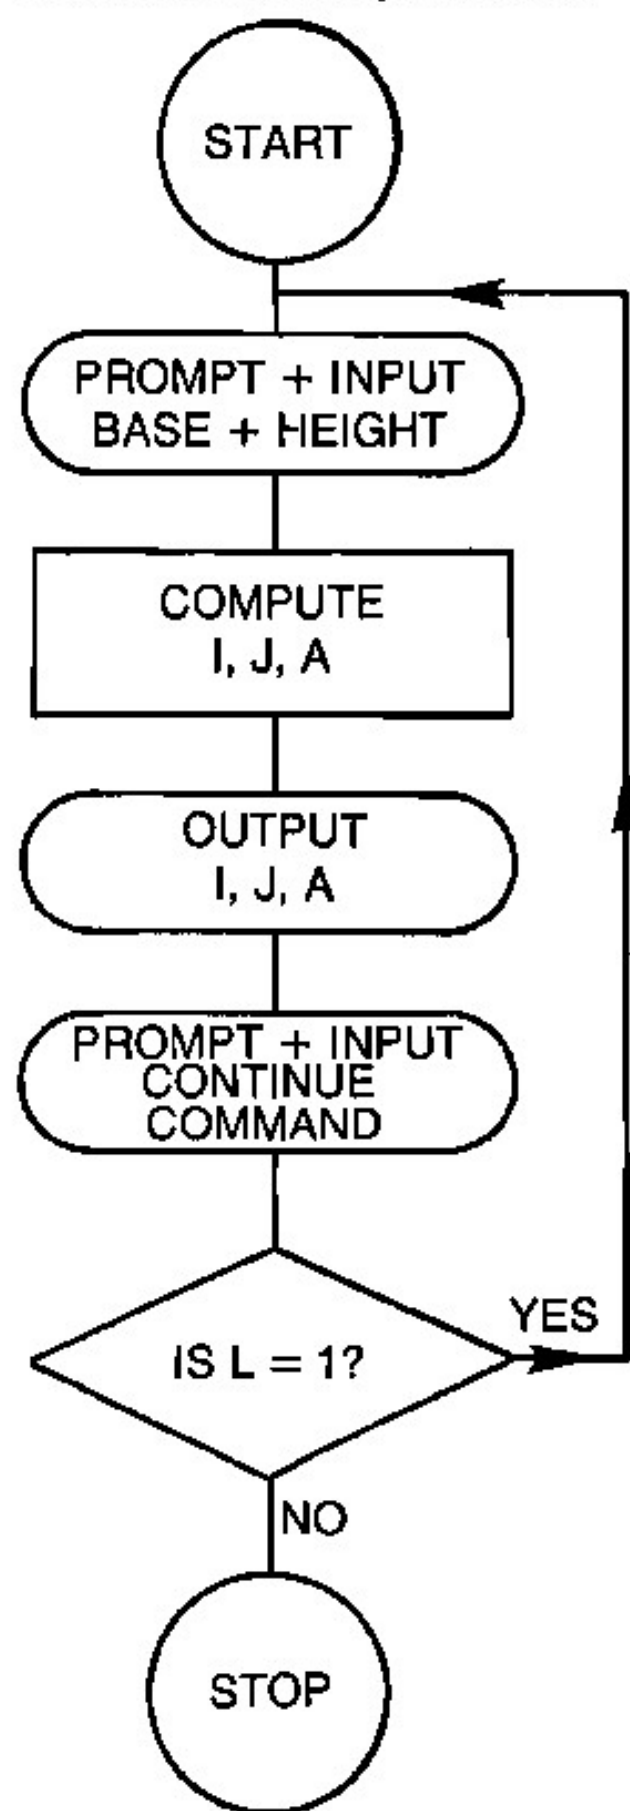 START
PROMPT + INPUT
BASE + HEIGHT
COMPUTE
I, J, A
OUTPUT
I, J, A
PROMPT + INPUT
CONTINUE
COMMAND
IS L = 1?
YES
NO
STOP